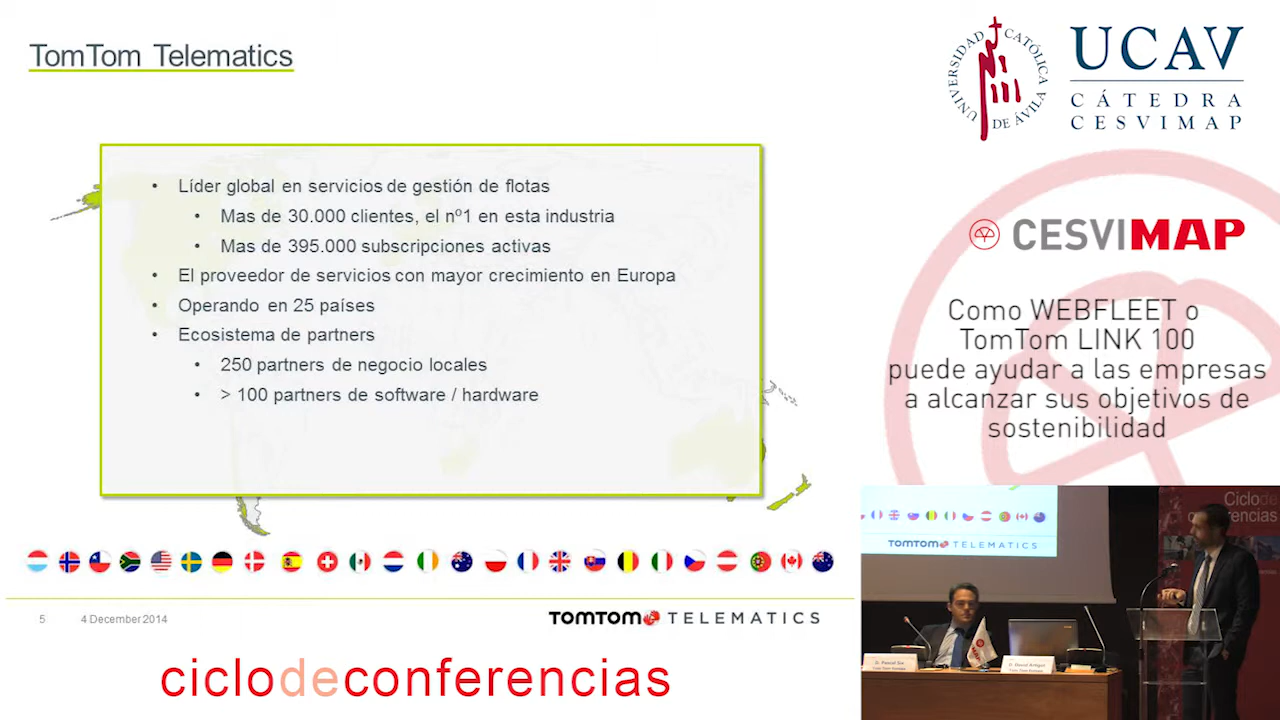 TomTom Telematics
• Líder global en servicios de gestión de flotas
• Mas de 30.000 clientes, el nº1 en esta industria
• Mas de 395.000 subscripciones activas
• El proveedor de servicios con mayor crecimiento en Europa
• Operando en 25 países
• Ecosistema de partners
• 250 partners de negocio locales
• > 100 partners de software / hardware
5 4 December 2014
TOMTOM TELEMATICS
ciclodeconferencias
UNIVERSIDAD CATÓLICA DE ÁVILA
UCAV
CÁTEDRA
CESVIMAP
CESVIMAP
Como WEBFLEET o
TomTom LINK 100
puede ayudar a las empresas
a alcanzar sus objetivos de
sostenibilidad
TOMTOM TELEMATICS
Ciclode
conferencias